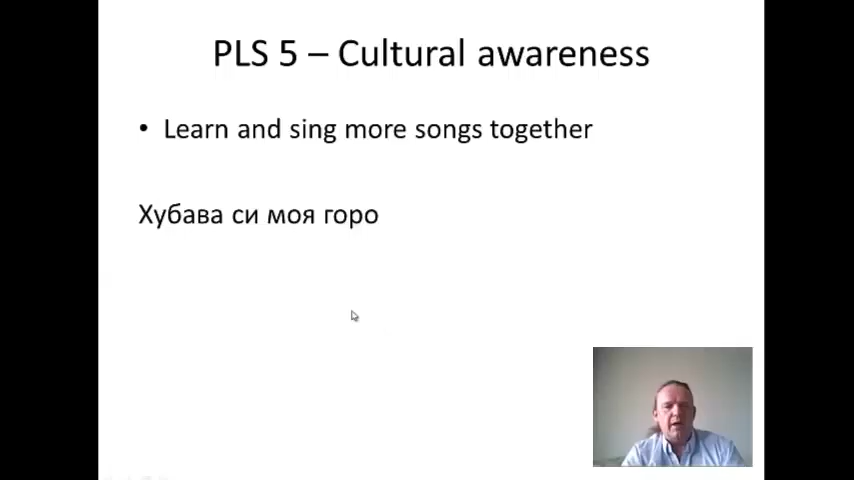 PLS 5 – Cultural awareness
• Learn and sing more songs together
Хубава си моя горо